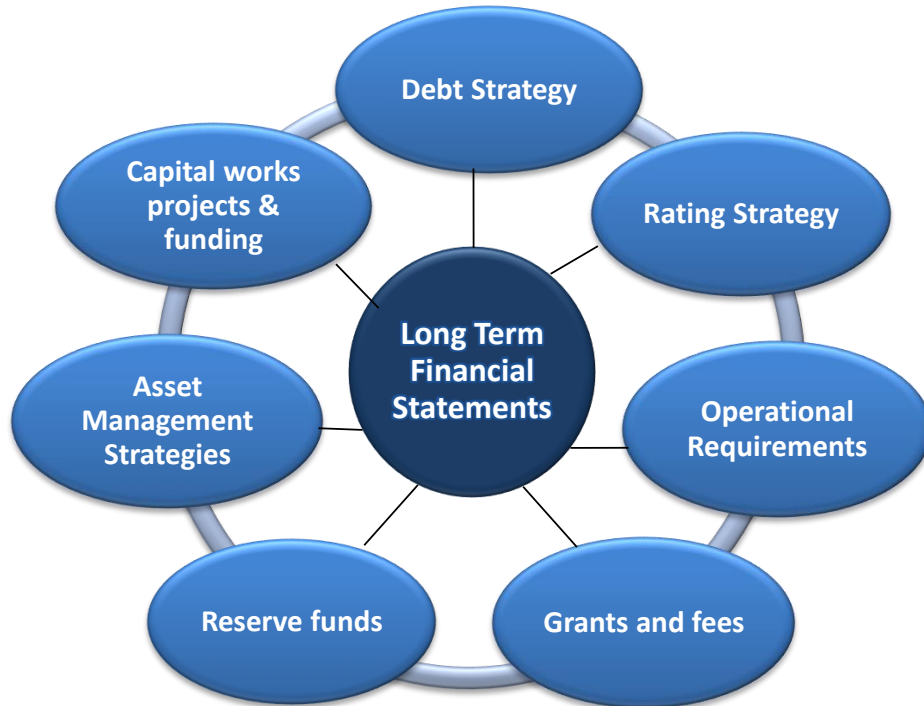 Debt Strategy
Capital works
projects &
funding
Rating Strategy
Long Term
Financial
Statements
Asset
Management
Strategies
Operational
Requirements
Reserve funds
Grants and fees